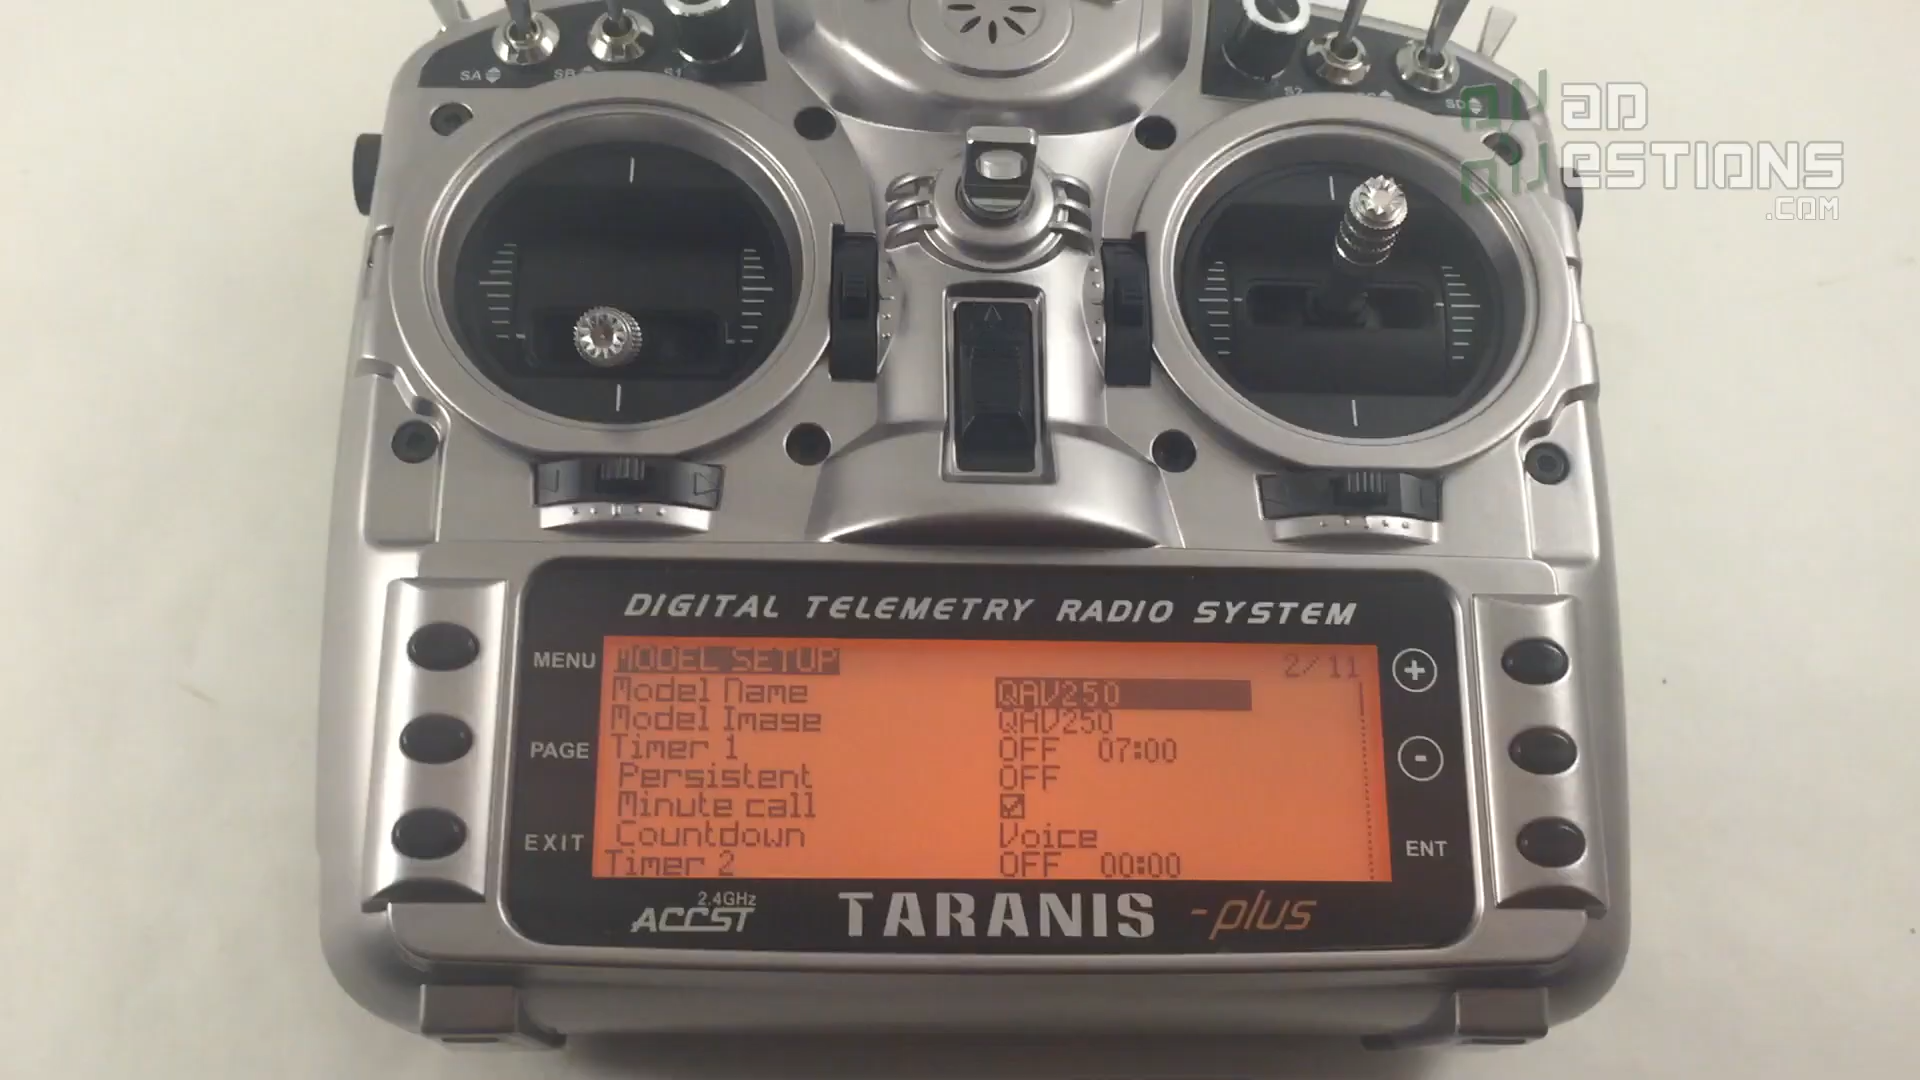 SA
SB
S1
S2
SD
QUAD
QUESTIONS
.COM
DIGITAL TELEMETRY RADIO SYSTEM
MENU
PAGE
EXIT
MODEL SETUP 2/11
Model Name QAV250
Model Image QAV250
Timer 1 OFF 07:00
Persistent OFF
Minute call
Countdown Voice
Timer 2 OFF 00:00
+
-
ENT
2.4GHz
ACCST
TARANIS -plus